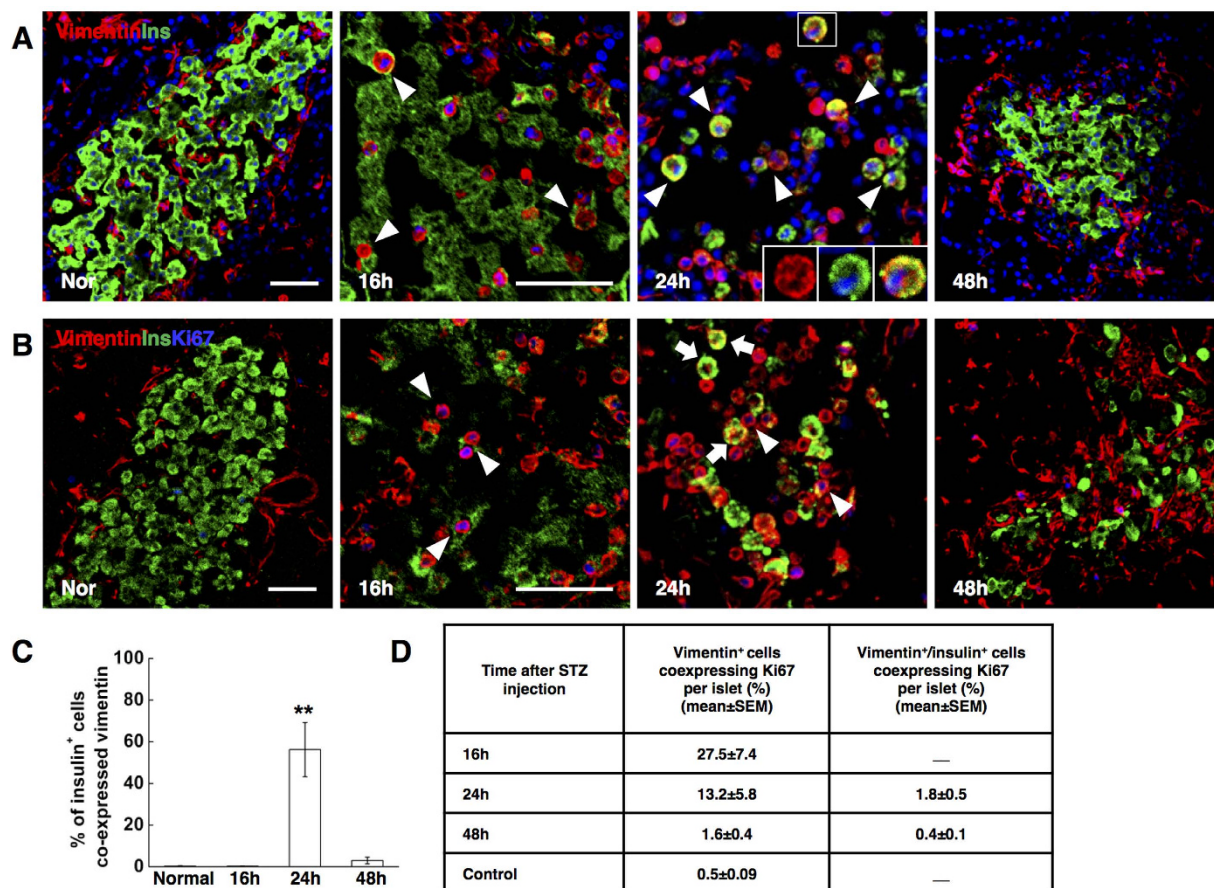 A
VimentinIns
Nor
16h
24h
48h
B
VimentinInsKi67
Nor
16h
24h
48h
C
% of insulin⁺ cells
co-expressed vimentin
100
80
60
40
20
0
**
Normal 16h 24h 48h
D
Time after STZ
injection
Vimentin⁺ cells
coexpressing Ki67
per islet (%)
(mean±SEM)
Vimentin⁺/insulin⁺ cells
coexpressing Ki67
per islet (%)
(mean±SEM)
16h 27.5±7.4 —
24h 13.2±5.8 1.8±0.5
48h 1.6±0.4 0.4±0.1
Control 0.5±0.09 —